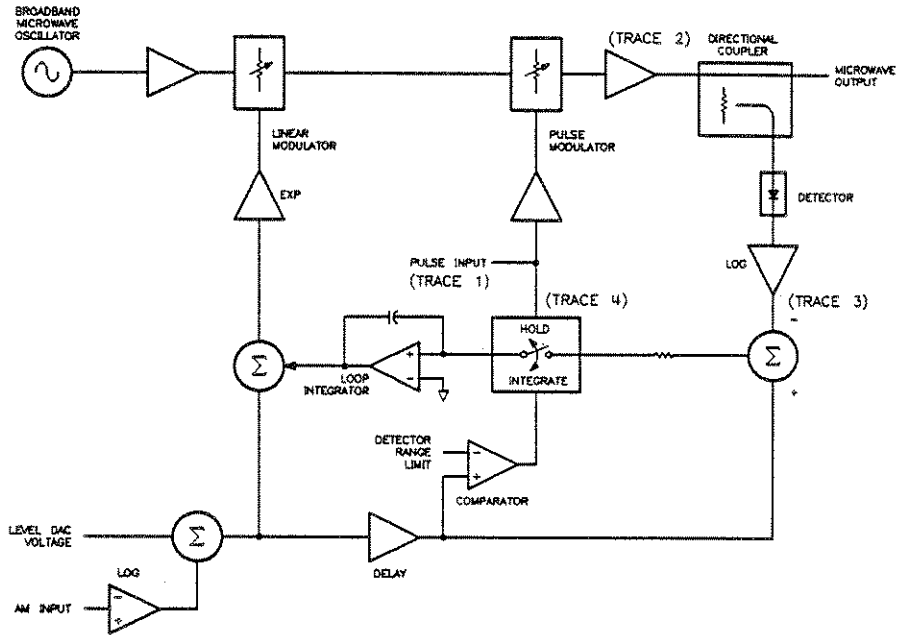 BROADBAND
MICROWAVE
OSCILLATOR
(TRACE 2)
DIRECTIONAL
COUPLER
MICROWAVE
OUTPUT
LINEAR
MODULATOR
PULSE
MODULATOR
EXP
DETECTOR
LOG
PULSE INPUT
(TRACE 1)
(TRACE 4)
(TRACE 3)
-
HOLD
Σ
+
-
LOOP
INTEGRATOR
INTEGRATE
Σ
+
DETECTOR
RANGE
LIMIT
-
+
COMPARATOR
LEVEL DAC
VOLTAGE
Σ
DELAY
LOG
AM INPUT
-
+